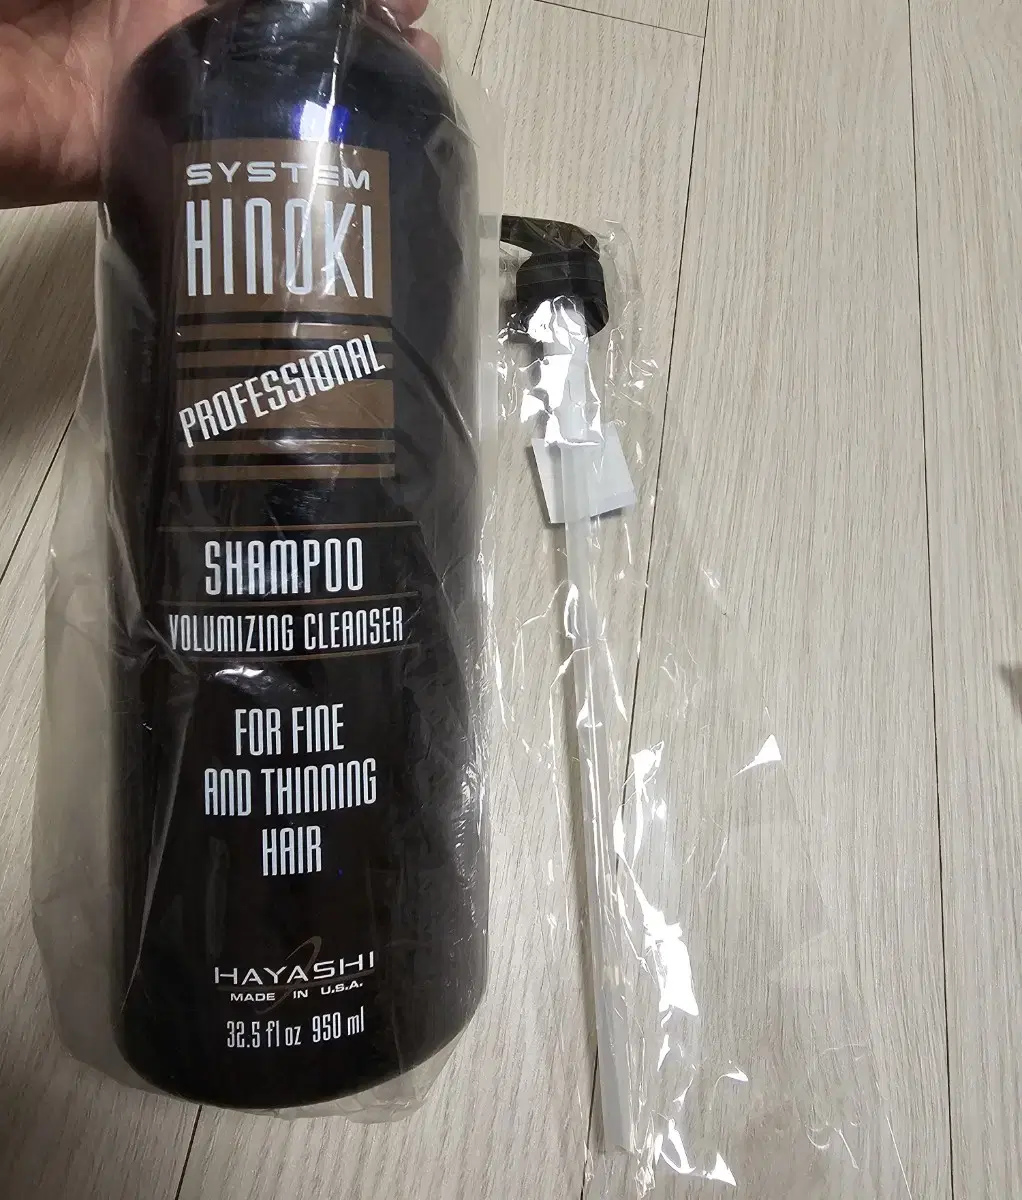 SYSTEM
HINOKI
PROFESSIONAL
SHAMPOO
VOLUMIZING CLEANSER
FOR FINE
AND THINNING
HAIR
HAYASHI
MADE IN U.S.A.
32.5 fl oz 950 ml